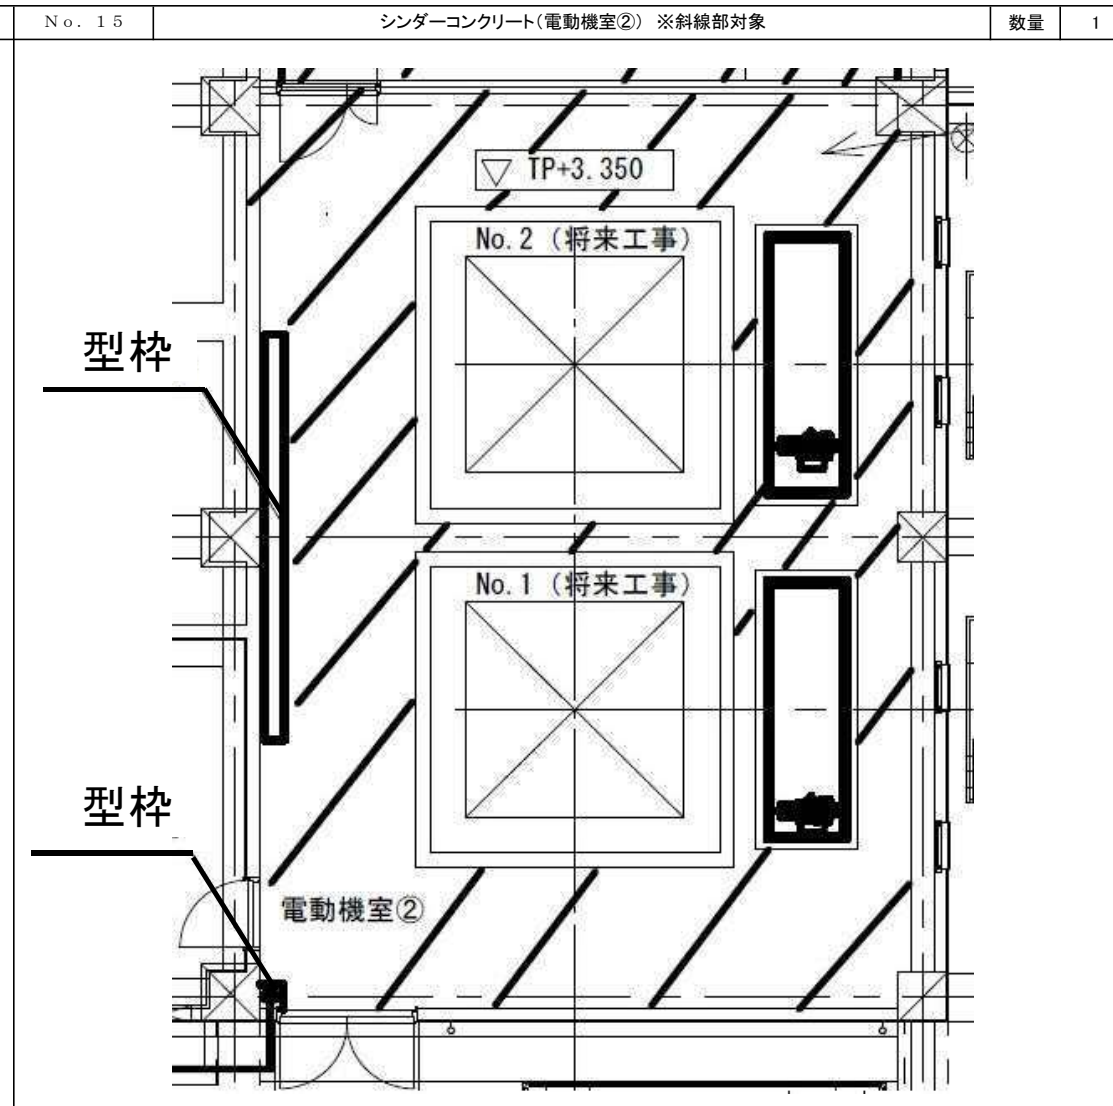 No. 15
シンダーコンクリート(電動機室②) ※斜線部対象
数量
1
TP+3.350
No.2 (将来工事)
型枠
No.1 (将来工事)
型枠
電動機室②